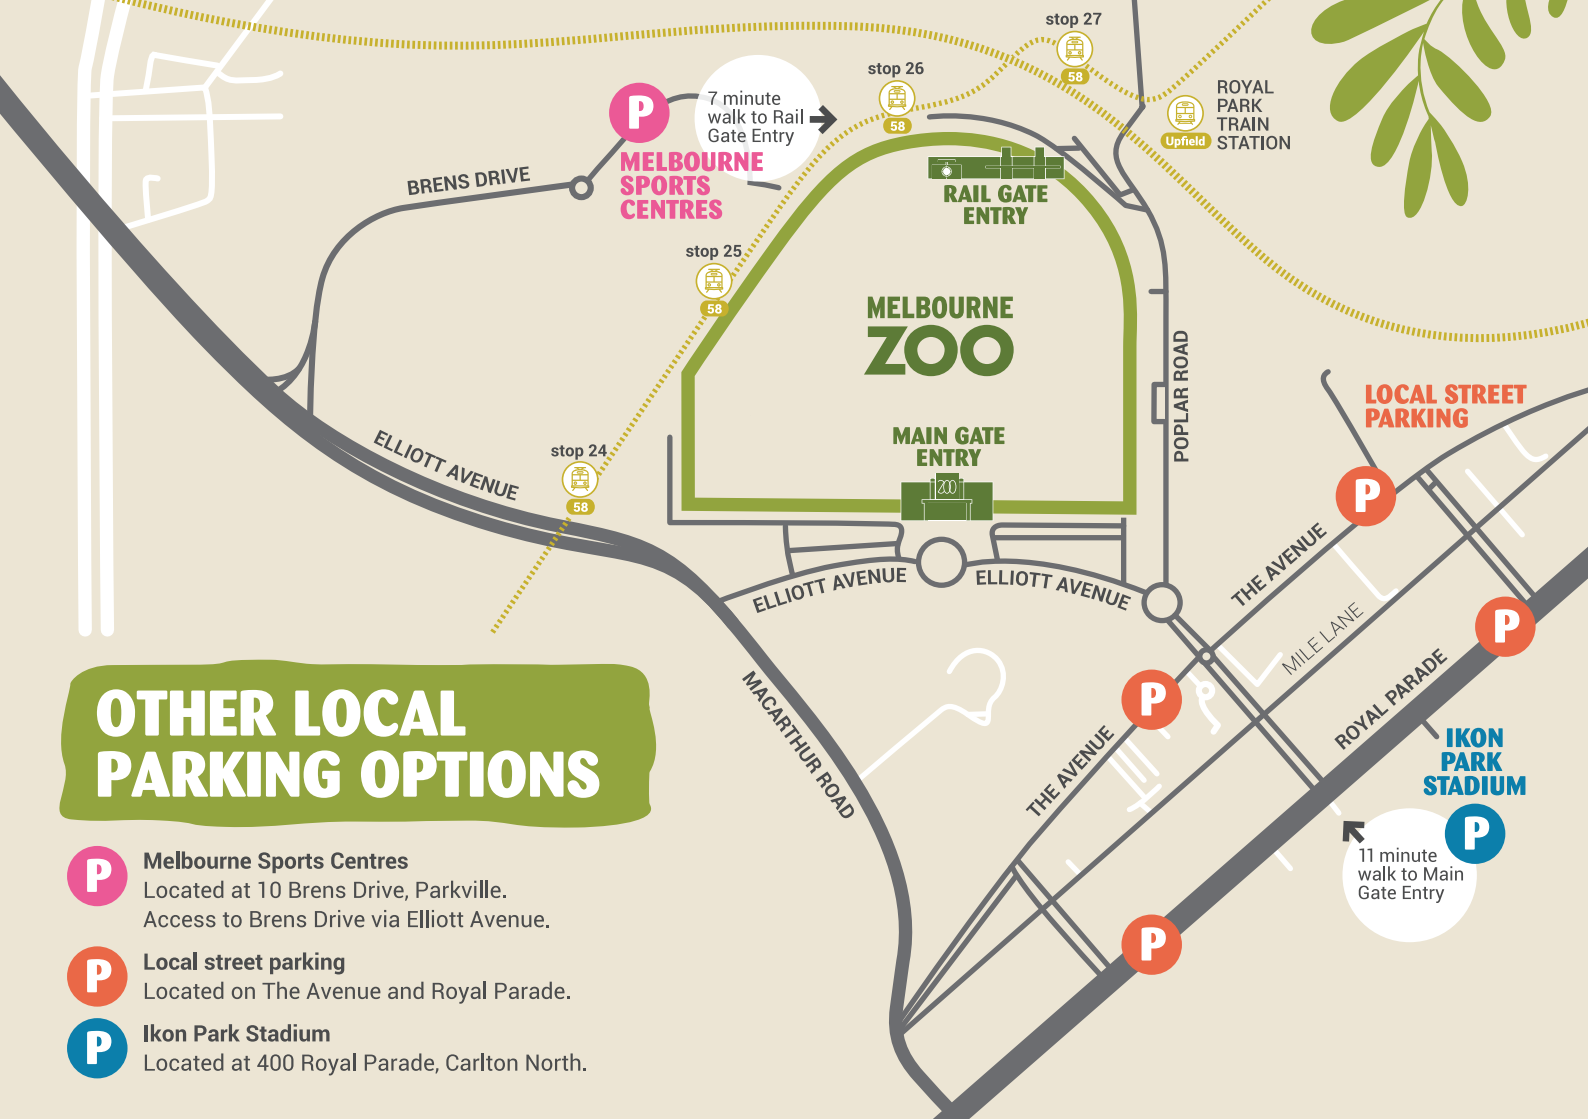 stop 27
58
stop 26
58
ROYAL
PARK
TRAIN
STATION
Upfield
P
7 minute
walk to Rail
Gate Entry
MELBOURNE
SPORTS
CENTRES
BRENS DRIVE
RAIL GATE
ENTRY
stop 25
58
MELBOURNE
ZOO
POPLAR ROAD
LOCAL STREET
PARKING
MAIN GATE
ENTRY
ZOO
stop 24
58
ELLIOTT AVENUE
P
THE AVENUE
ELLIOTT AVENUE
ELLIOTT AVENUE
MILE LANE
P
ROYAL PARADE
MACARTHUR ROAD
P
THE AVENUE
IKON
PARK
STADIUM
P
11 minute
walk to Main
Gate Entry
P
OTHER LOCAL
PARKING OPTIONS
P
Melbourne Sports Centres
Located at 10 Brens Drive, Parkville.
Access to Brens Drive via Elliott Avenue.
P
Local street parking
Located on The Avenue and Royal Parade.
P
Ikon Park Stadium
Located at 400 Royal Parade, Carlton North.